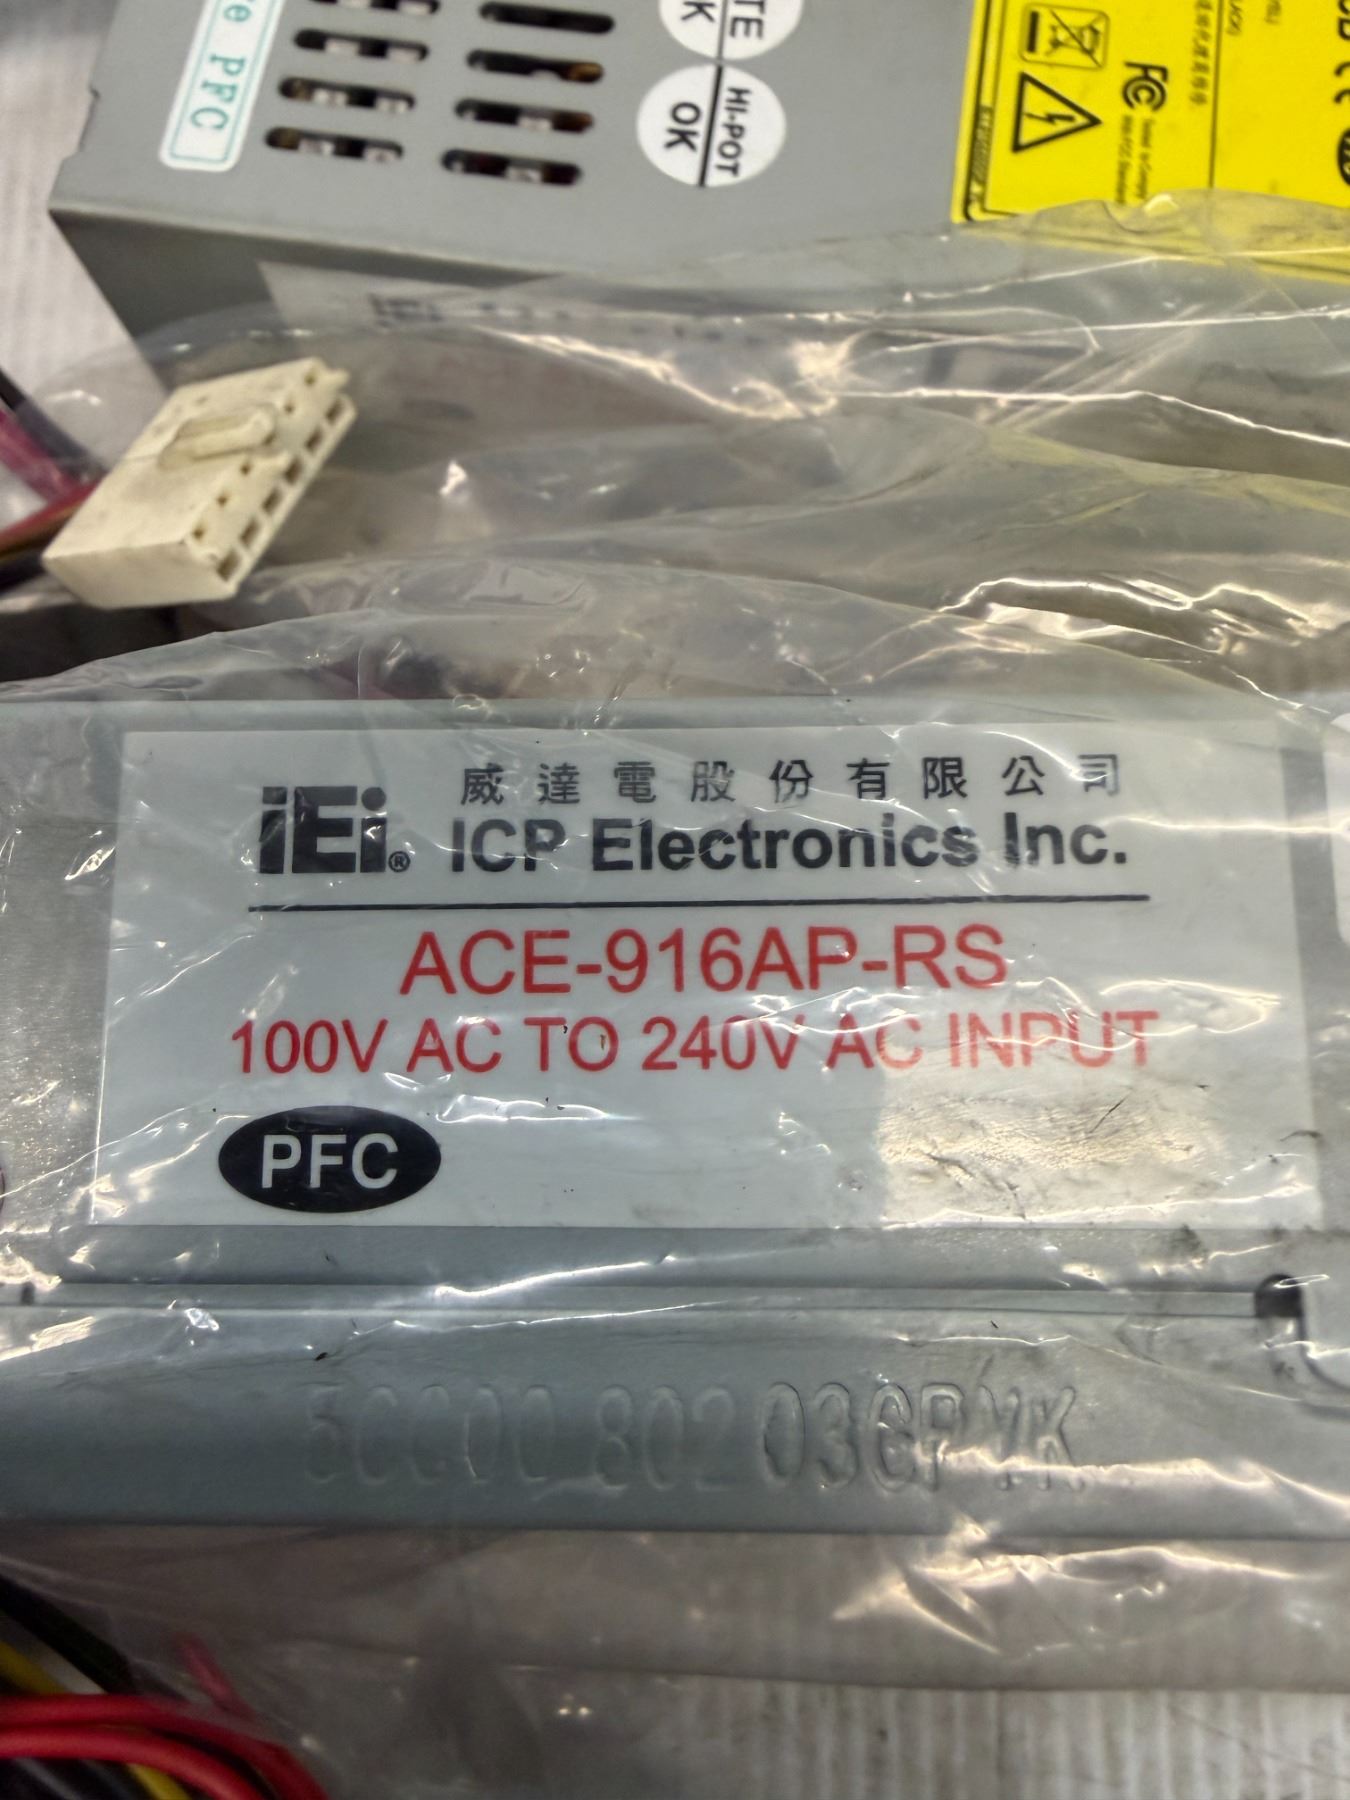 PFC
TE
K
HI-POT
OK
FC
iEi®
威達電股份有限公司
ICP Electronics Inc.
ACE-916AP-RS
100V AC TO 240V AC INPUT
PFC